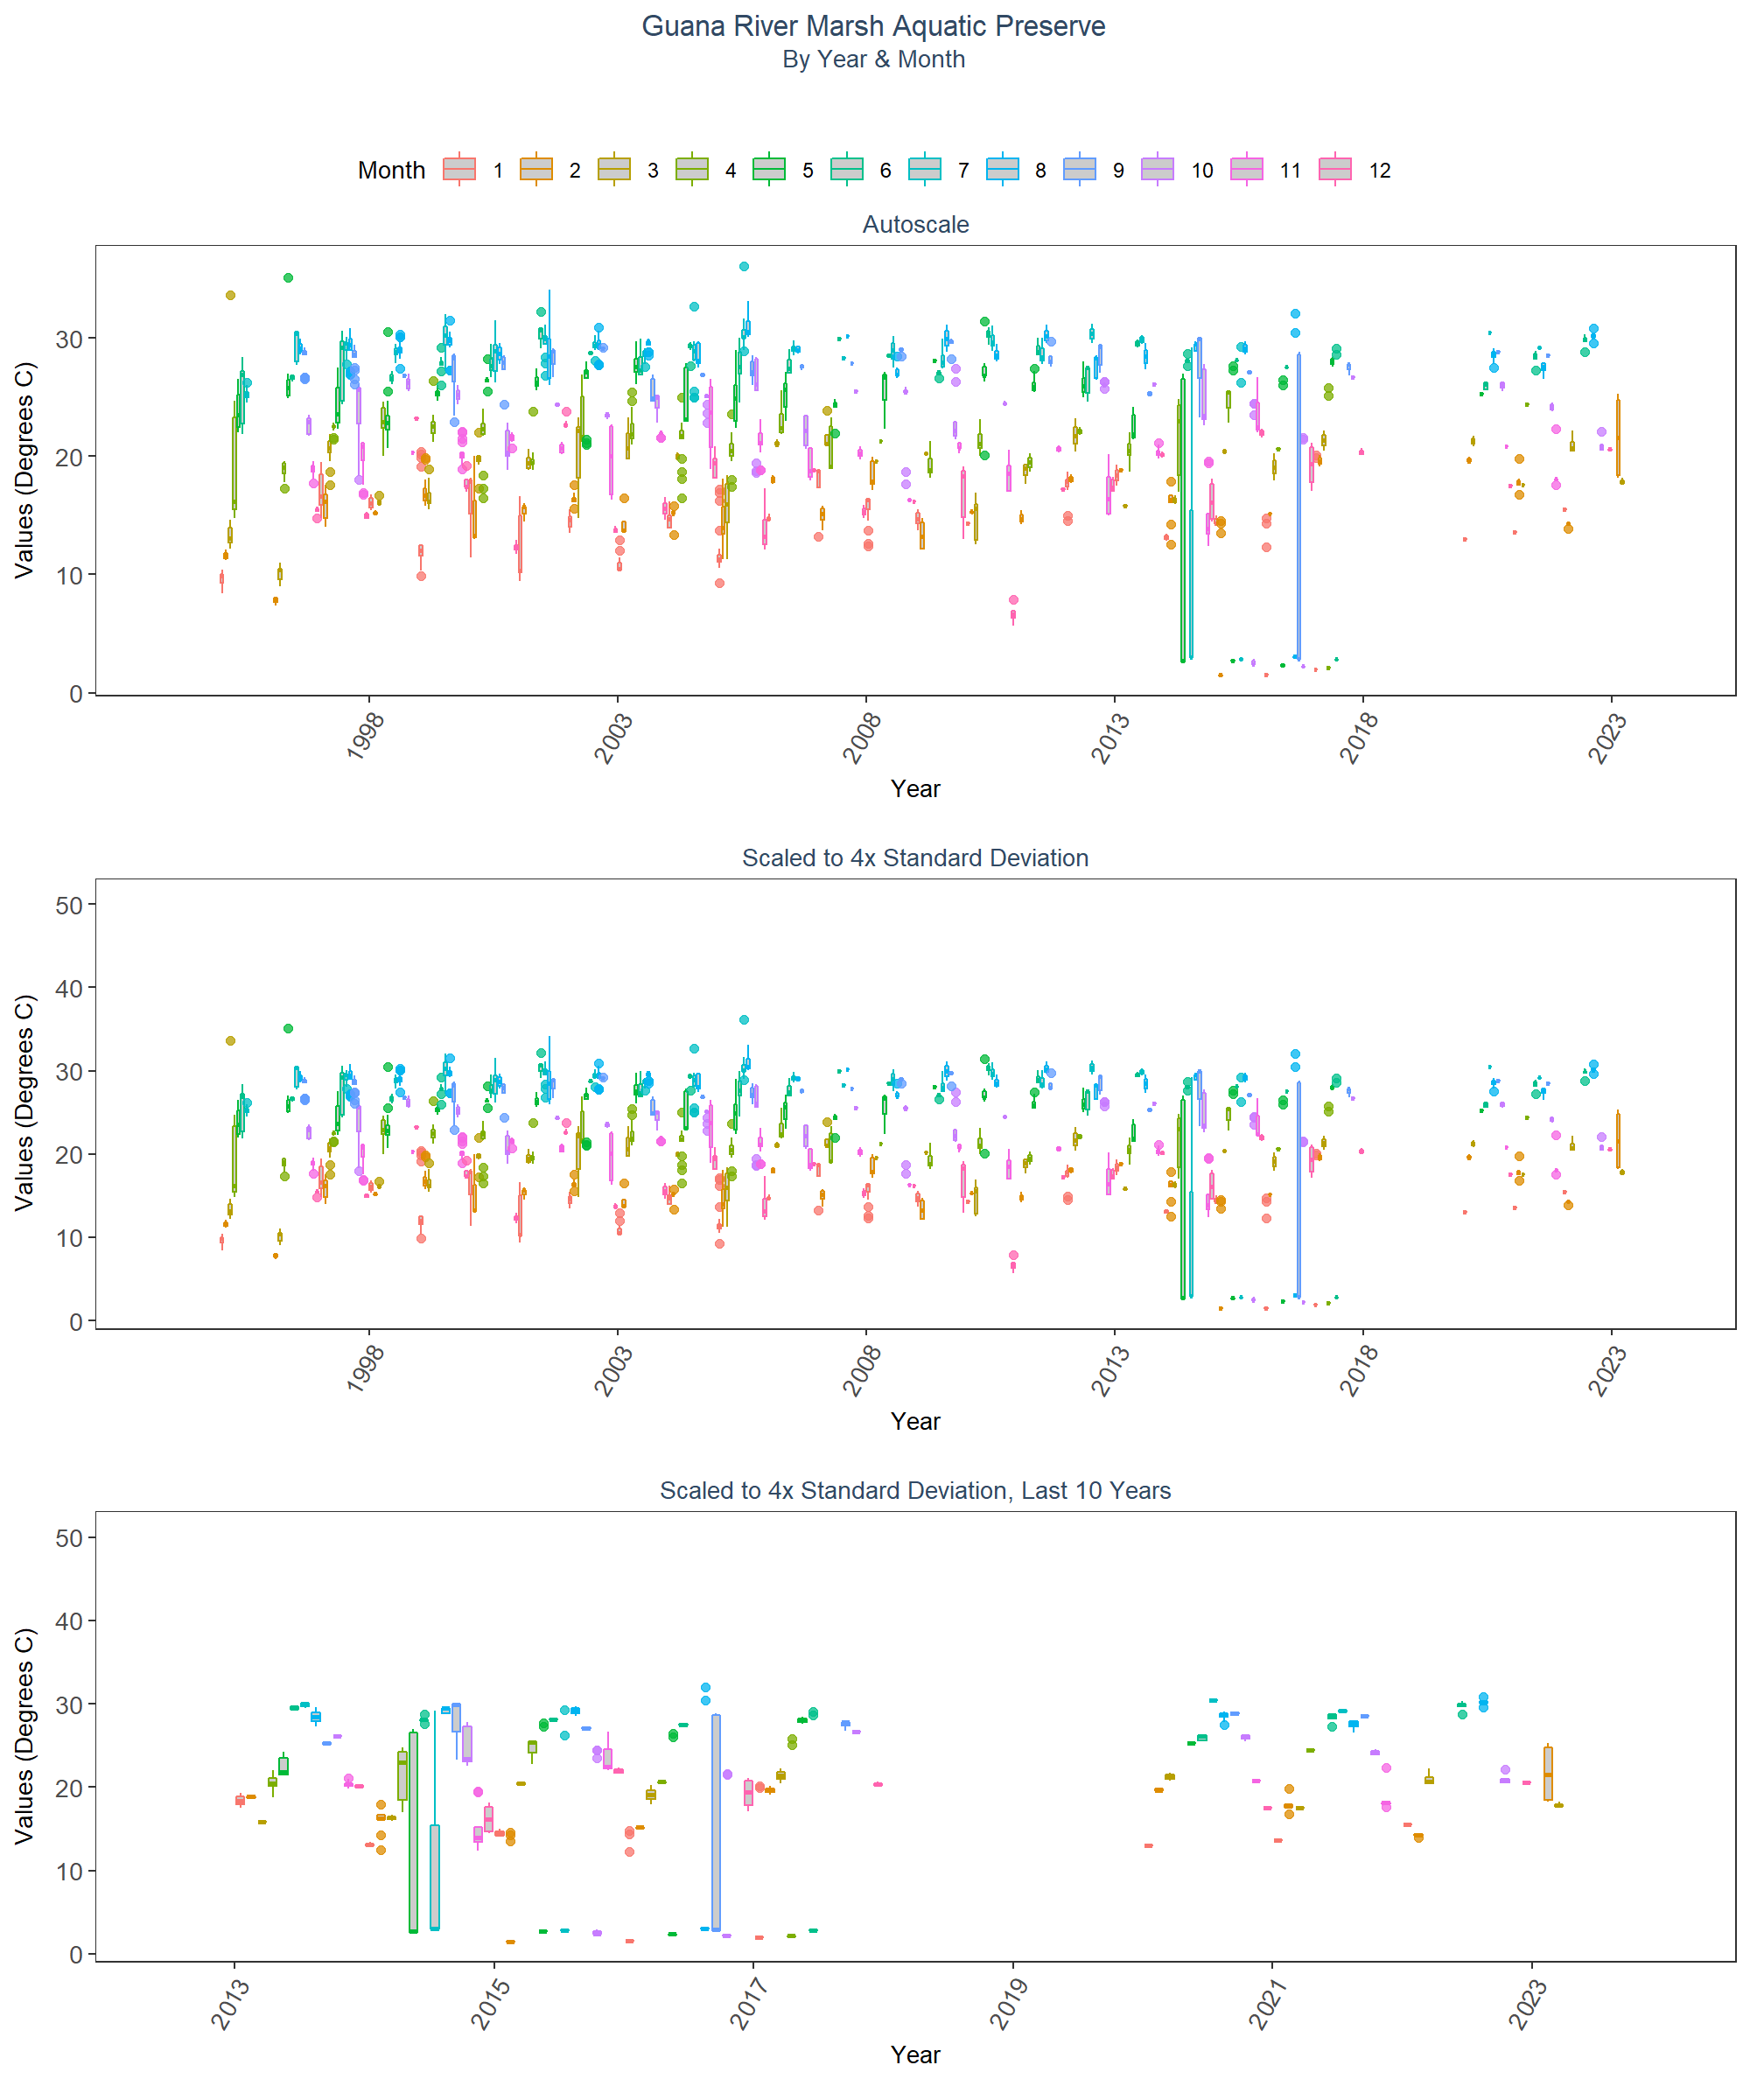 Guana River Marsh Aquatic Preserve
By Year & Month
Month 1 2 3 4 5 6 7 8 9 10 11 12
Autoscale
Values (Degrees C)
30
20
10
0
1998 2003 2008 2013 2018 2023
Year
Scaled to 4x Standard Deviation
Values (Degrees C)
50
40
30
20
10
0
1998 2003 2008 2013 2018 2023
Year
Scaled to 4x Standard Deviation, Last 10 Years
Values (Degrees C)
50
40
30
20
10
0
2013 2015 2017 2019 2021 2023
Year